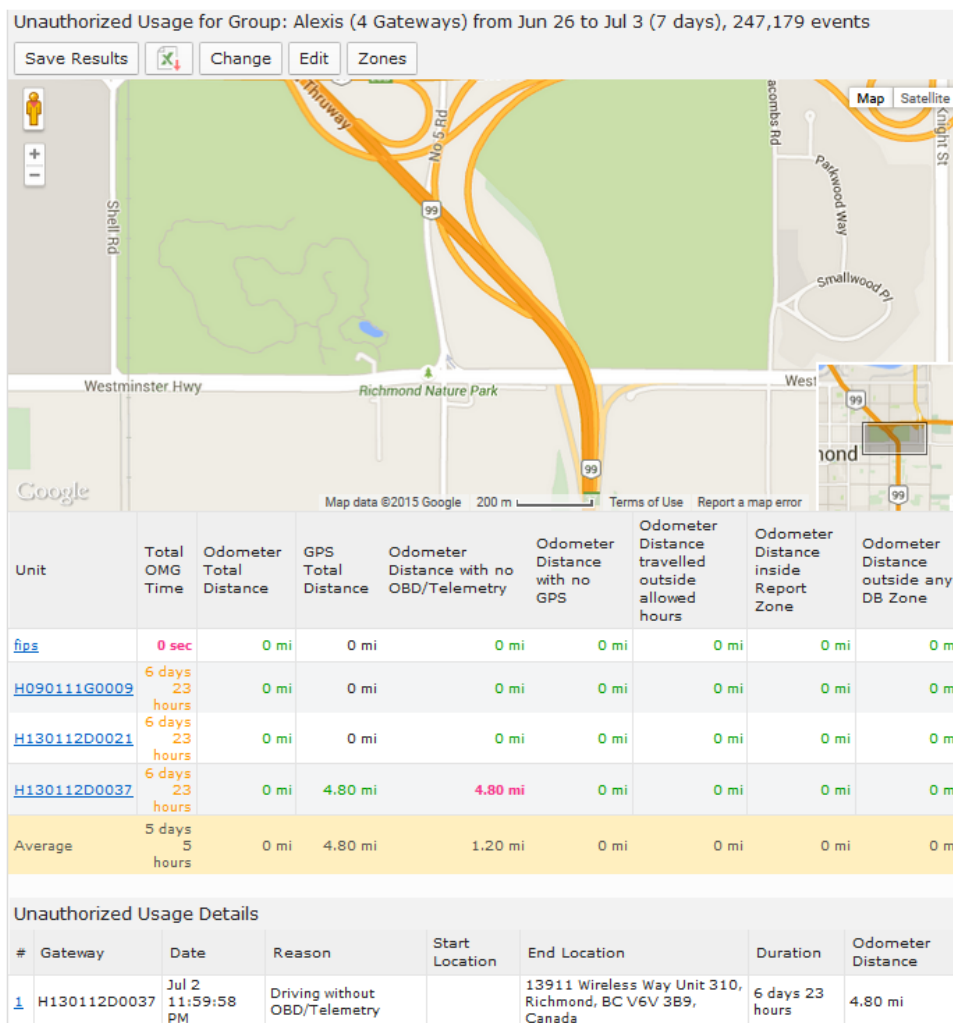 Unauthorized Usage for Group: Alexis (4 Gateways) from Jun 26 to Jul 3 (7 days), 247,179 events
Save Results Change Edit Zones
Map Satellite
+
−
Thruway
No 5 Rd
acombs Rd
Knight St
Parkwood Way
Shell Rd
99
Smallwood Pl
Westminster Hwy
Richmond Nature Park
West
99
99
hond
99
Google
Map data ©2015 Google 200 m Terms of Use Report a map error
Unit
Total
OMG
Time
Odometer
Total
Distance
GPS
Total
Distance
Odometer
Distance with no
OBD/Telemetry
Odometer
Distance
with no
GPS
Odometer
Distance
travelled
outside
allowed
hours
Odometer
Distance
inside
Report
Zone
Odometer
Distance
outside any
DB Zone
fips 0 sec 0 mi 0 mi 0 mi 0 mi 0 mi 0 mi 0 m
H090111G0009
6 days
23
hours
0 mi 0 mi 0 mi 0 mi 0 mi 0 mi 0 m
H130112D0021
6 days
23
hours
0 mi 0 mi 0 mi 0 mi 0 mi 0 mi 0 m
H130112D0037
6 days
23
hours
0 mi 4.80 mi 4.80 mi 0 mi 0 mi 0 mi 0 m
Average
5 days
5
hours
0 mi 4.80 mi 1.20 mi 0 mi 0 mi 0 mi 0 m
Unauthorized Usage Details
# Gateway Date Reason
Start
Location
End Location Duration
Odometer
Distance
1 H130112D0037
Jul 2
11:59:58
PM
Driving without
OBD/Telemetry
13911 Wireless Way Unit 310,
Richmond, BC V6V 3B9,
Canada
6 days 23
hours
4.80 mi